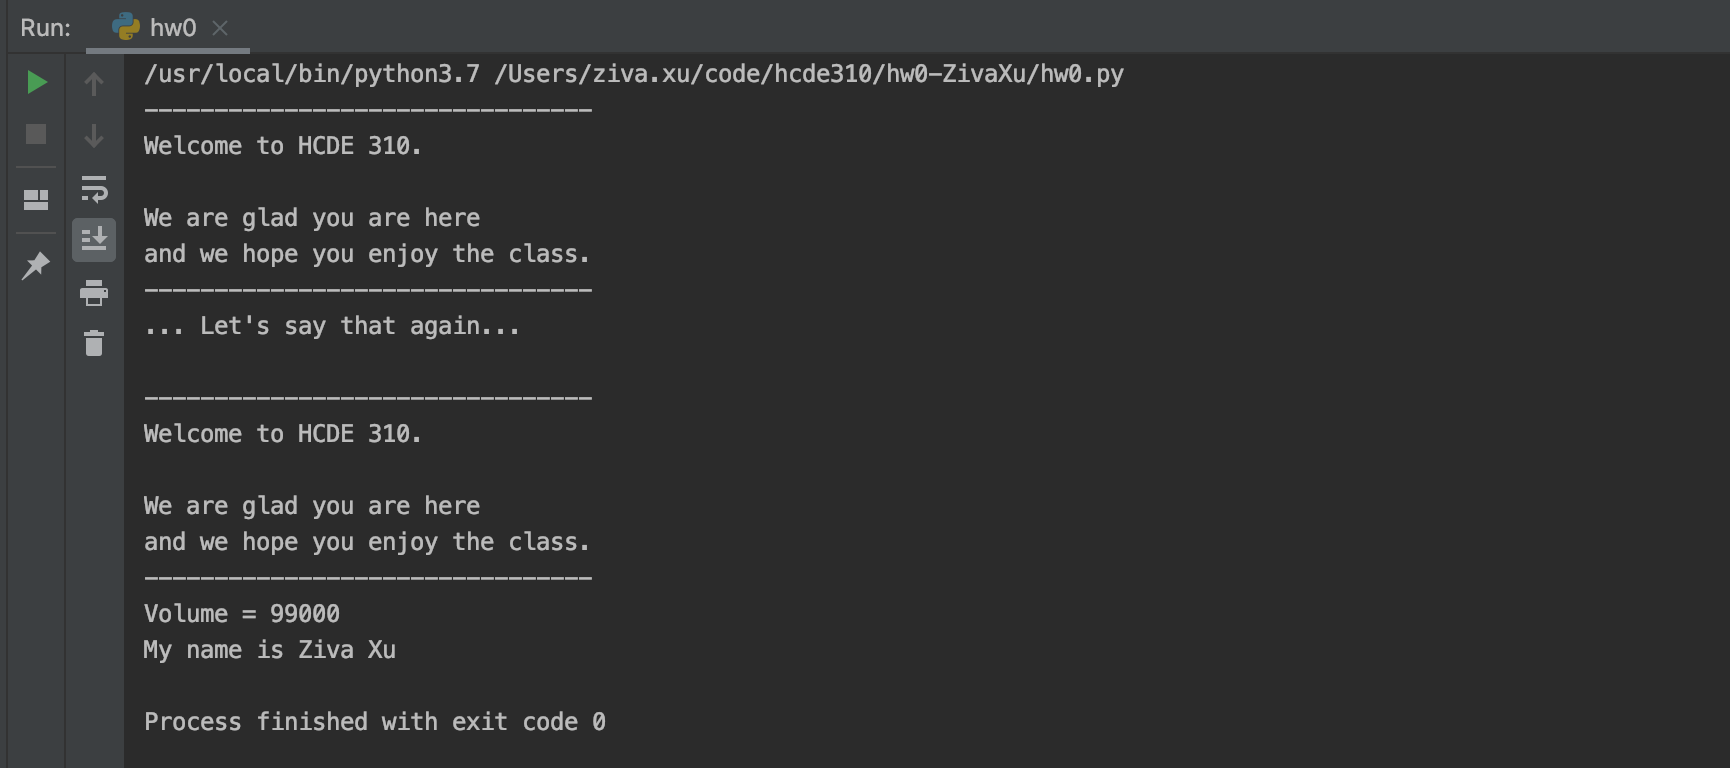 Run: hw0
/usr/local/bin/python3.7 /Users/ziva.xu/code/hcde310/hw0-ZivaXu/hw0.py
--------------------------------
Welcome to HCDE 310.
We are glad you are here
and we hope you enjoy the class.
--------------------------------
... Let's say that again...
--------------------------------
Welcome to HCDE 310.
We are glad you are here
and we hope you enjoy the class.
--------------------------------
Volume = 99000
My name is Ziva Xu
Process finished with exit code 0